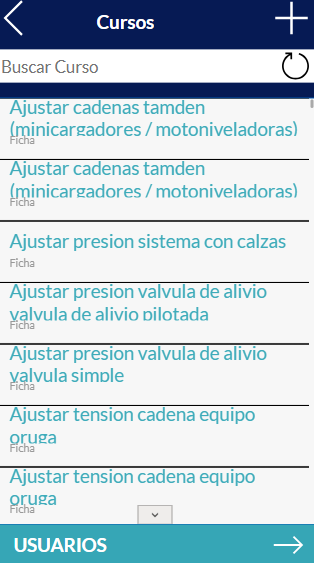 Cursos
Buscar Curso
Ajustar cadenas tamden
(minicargadores / motoniveladoras)
Ficha
Ajustar cadenas tamden
(minicargadores / motoniveladoras)
Ficha
Ajustar presion sistema con calzas
Ficha
Ajustar presion valvula de alivio
valvula de alivio pilotada
Ficha
Ajustar presion valvula de alivio
valvula simple
Ficha
Ajustar tension cadena equipo
oruga
Ficha
Ajustar tension cadena equipo
oruga
Ficha
USUARIOS